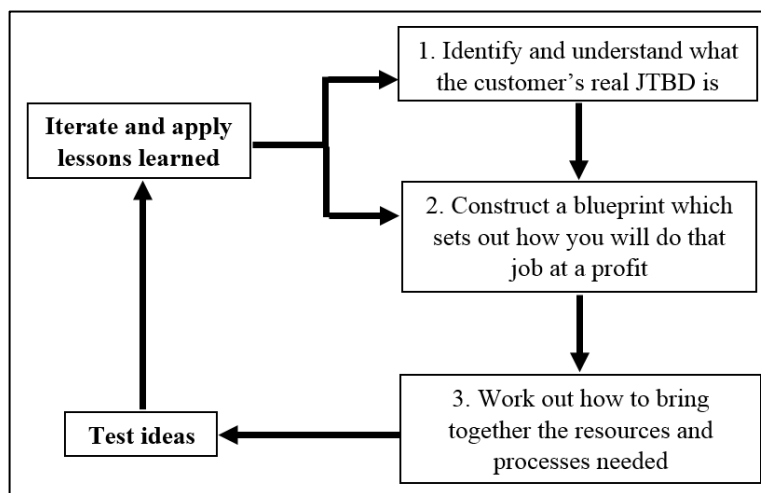 1. Identify and understand what
the customer’s real JTBD is
Iterate and apply
lessons learned
2. Construct a blueprint which
sets out how you will do that
job at a profit
3. Work out how to bring
together the resources and
processes needed
Test ideas